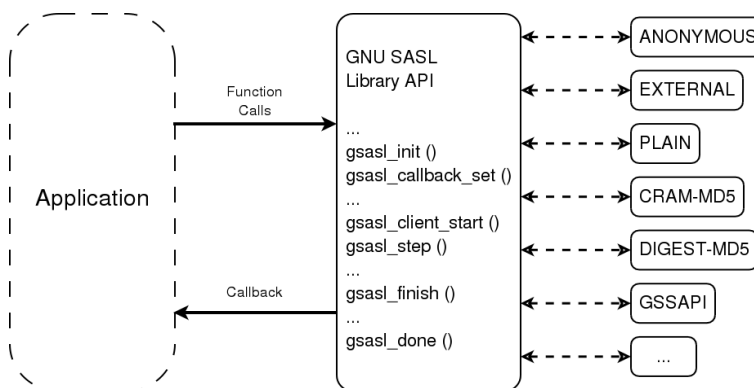 Application
Function
Calls
Callback
GNU SASL
Library API
...
gsasl_init ()
gsasl_callback_set ()
...
gsasl_client_start ()
gsasl_step ()
...
gsasl_finish ()
...
gsasl_done ()
ANONYMOUS
EXTERNAL
PLAIN
CRAM-MD5
DIGEST-MD5
GSSAPI
...